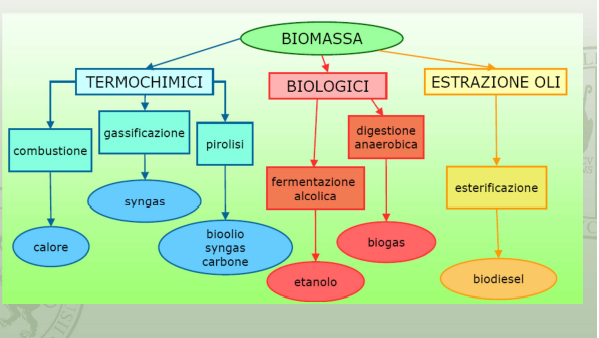 BIOMASSA
TERMOCHIMICI
BIOLOGICI
ESTRAZIONE OLI
combustione
gassificazione
pirolisi
digestione
anaerobica
fermentazione
alcolica
esterificazione
syngas
calore
bioolio
syngas
carbone
biogas
etanolo
biodiesel